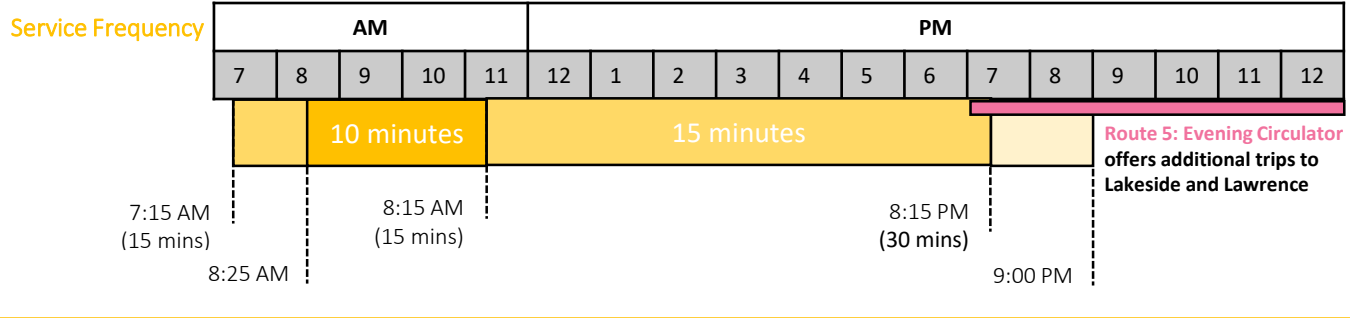 Service Frequency
AM PM
7 8 9 10 11 12 1 2 3 4 5 6 7 8 9 10 11 12
10 minutes 15 minutes
Route 5: Evening Circulator
offers additional trips to
Lakeside and Lawrence
7:15 AM
(15 mins)
8:25 AM
8:15 AM
(15 mins)
8:15 PM
(30 mins)
9:00 PM